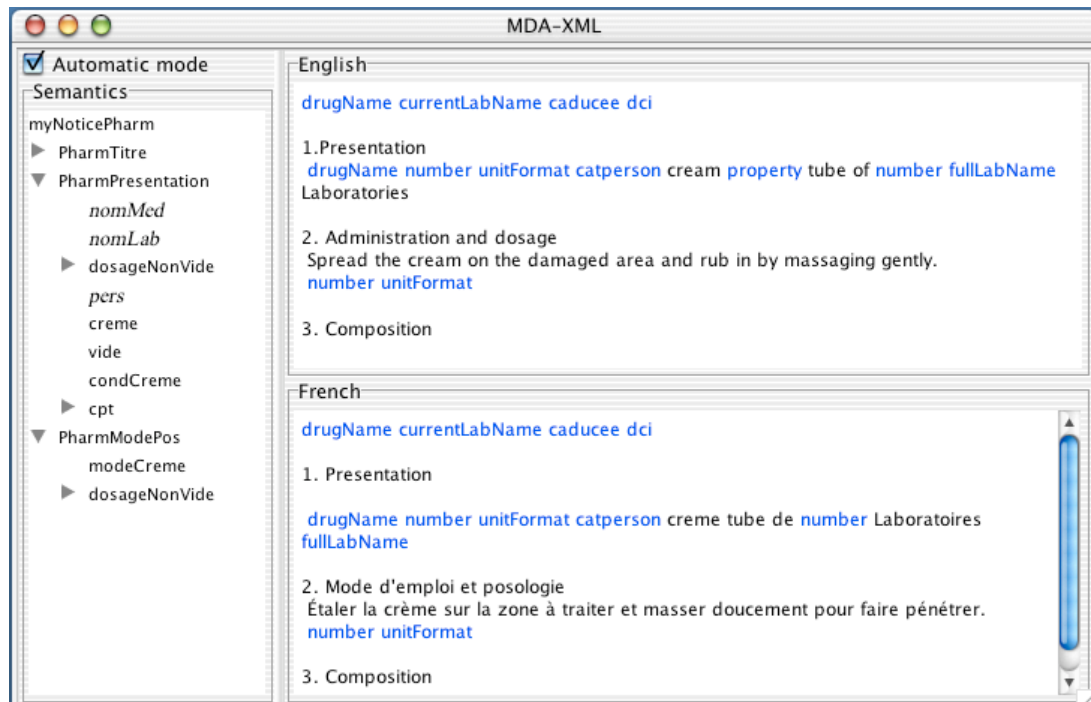 MDA-XML
Automatic mode
Semantics
myNoticePharm
PharmTitre
PharmPresentation
nomMed
nomLab
dosageNonVide
pers
creme
vide
condCreme
cpt
PharmModePos
modeCreme
dosageNonVide
English
drugName currentLabName caducee dci
1.Presentation
drugName number unitFormat catperson cream property tube of number fullLabName
Laboratories
2. Administration and dosage
Spread the cream on the damaged area and rub in by massaging gently.
number unitFormat
3. Composition
French
drugName currentLabName caducee dci
1. Presentation
drugName number unitFormat catperson creme tube de number Laboratoires
fullLabName
2. Mode d'emploi et posologie
Étaler la crème sur la zone à traiter et masser doucement pour faire pénétrer.
number unitFormat
3. Composition